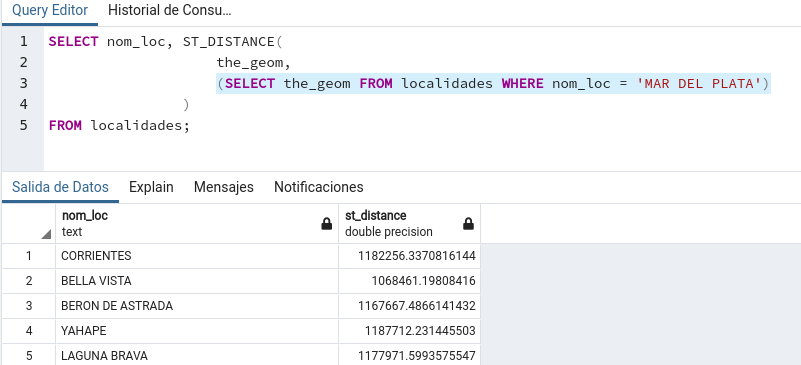 Query Editor Historial de Consu...
1 SELECT nom_loc, ST_DISTANCE(
2 the_geom,
3 (SELECT the_geom FROM localidades WHERE nom_loc = 'MAR DEL PLATA')
4 )
5 FROM localidades;
Salida de Datos Explain Mensajes Notificaciones
nom_loc st_distance
text double precision
1 CORRIENTES 1182256.3370816144
2 BELLA VISTA 1068461.19808416
3 BERON DE ASTRADA 1167667.4866141432
4 YAHAPE 1187712.231445503
5 LAGUNA BRAVA 1177971.5993575547